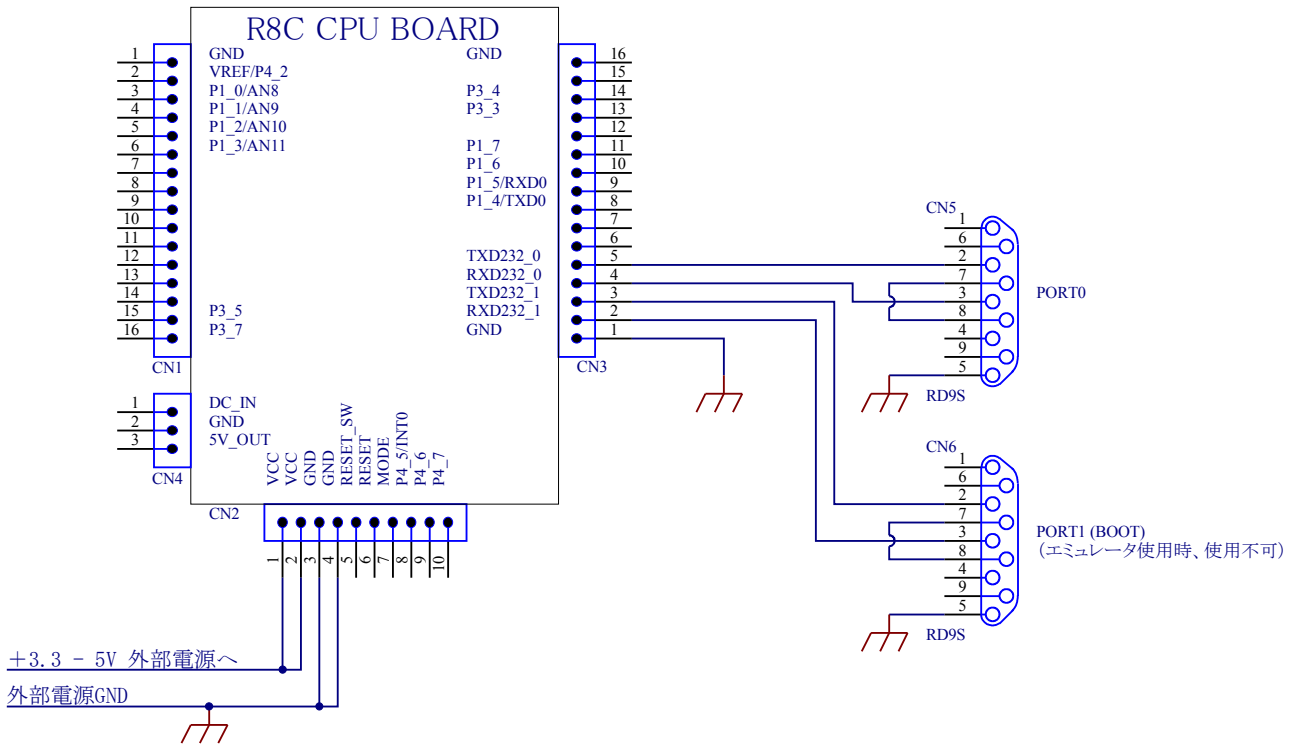 R8C CPU BOARD
1 GND
2 VREF/P4_2
3 P1_0/AN8
4 P1_1/AN9
5 P1_2/AN10
6 P1_3/AN11
7
8
9
10
11
12
13
14
15 P3_5
16 P3_7
CN1
GND 16
15
P3_4 14
P3_3 13
12
P1_7 11
P1_6 10
P1_5/RXD0 9
P1_4/TXD0 8
7
6
TXD232_0 5
RXD232_0 4
TXD232_1 3
RXD232_1 2
GND 1
CN3
1 DC_IN
2 GND
3 5V_OUT
CN4
VCC
VCC
GND
GND
RESET_SW
RESET
MODE
P4_5/INT0
P4_6
P4_7
CN2
1
2
3
4
5
6
7
8
9
10
CN5
1
6
2
7
3
8
4
9
5
PORT0
RD9S
CN6
1
6
2
7
3
8
4
9
5
PORT1 (BOOT)
(エミュレータ使用時、使用不可)
RD9S
+3.3 - 5V 外部電源へ
外部電源GND